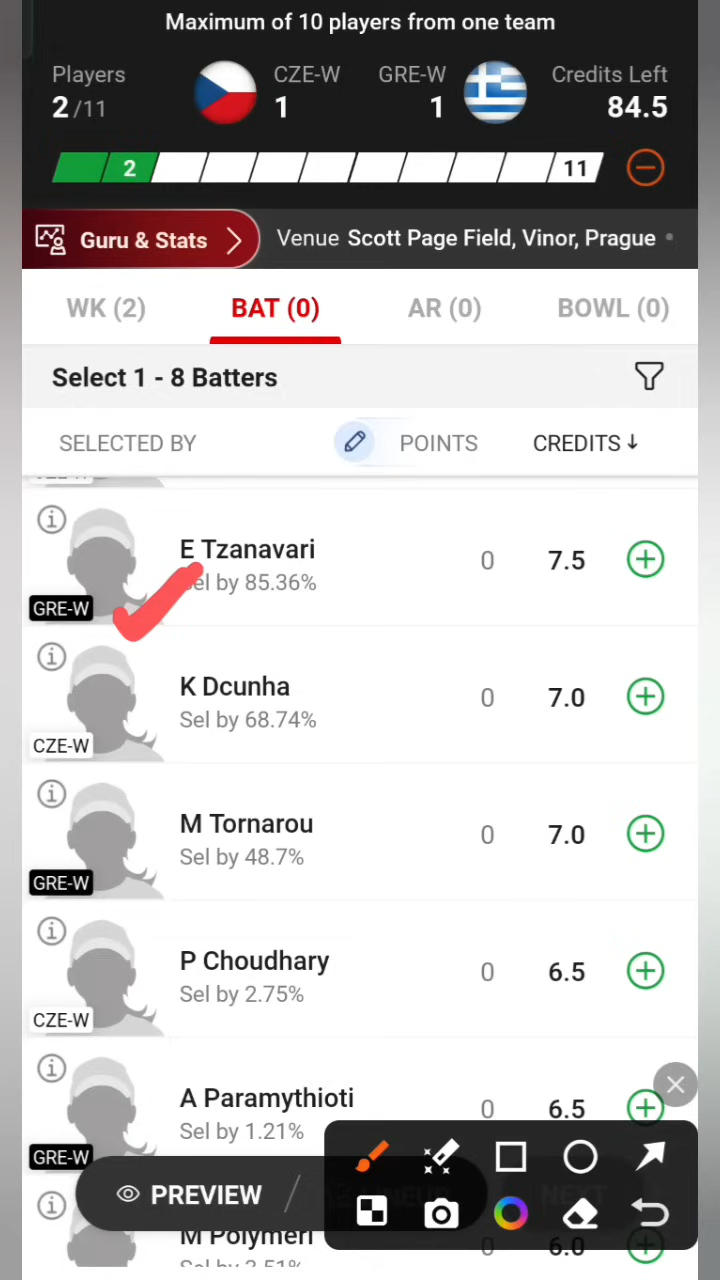 Maximum of 10 players from one team
Players CZE-W GRE-W Credits Left
2/11 1 1 84.5
2 11
Guru & Stats Venue Scott Page Field, Vinor, Prague
WK (2) BAT (0) AR (0) BOWL (0)
Select 1 - 8 Batters
SELECTED BY POINTS CREDITS ↓
E Tzanavari 0 7.5
Sel by 85.36%
GRE-W
K Dcunha 0 7.0
Sel by 68.74%
CZE-W
M Tornarou 0 7.0
Sel by 48.7%
GRE-W
P Choudhary 0 6.5
Sel by 2.75%
CZE-W
A Paramythioti 0 6.5
Sel by 1.21%
GRE-W
PREVIEW
M Polymeri 0 6.0